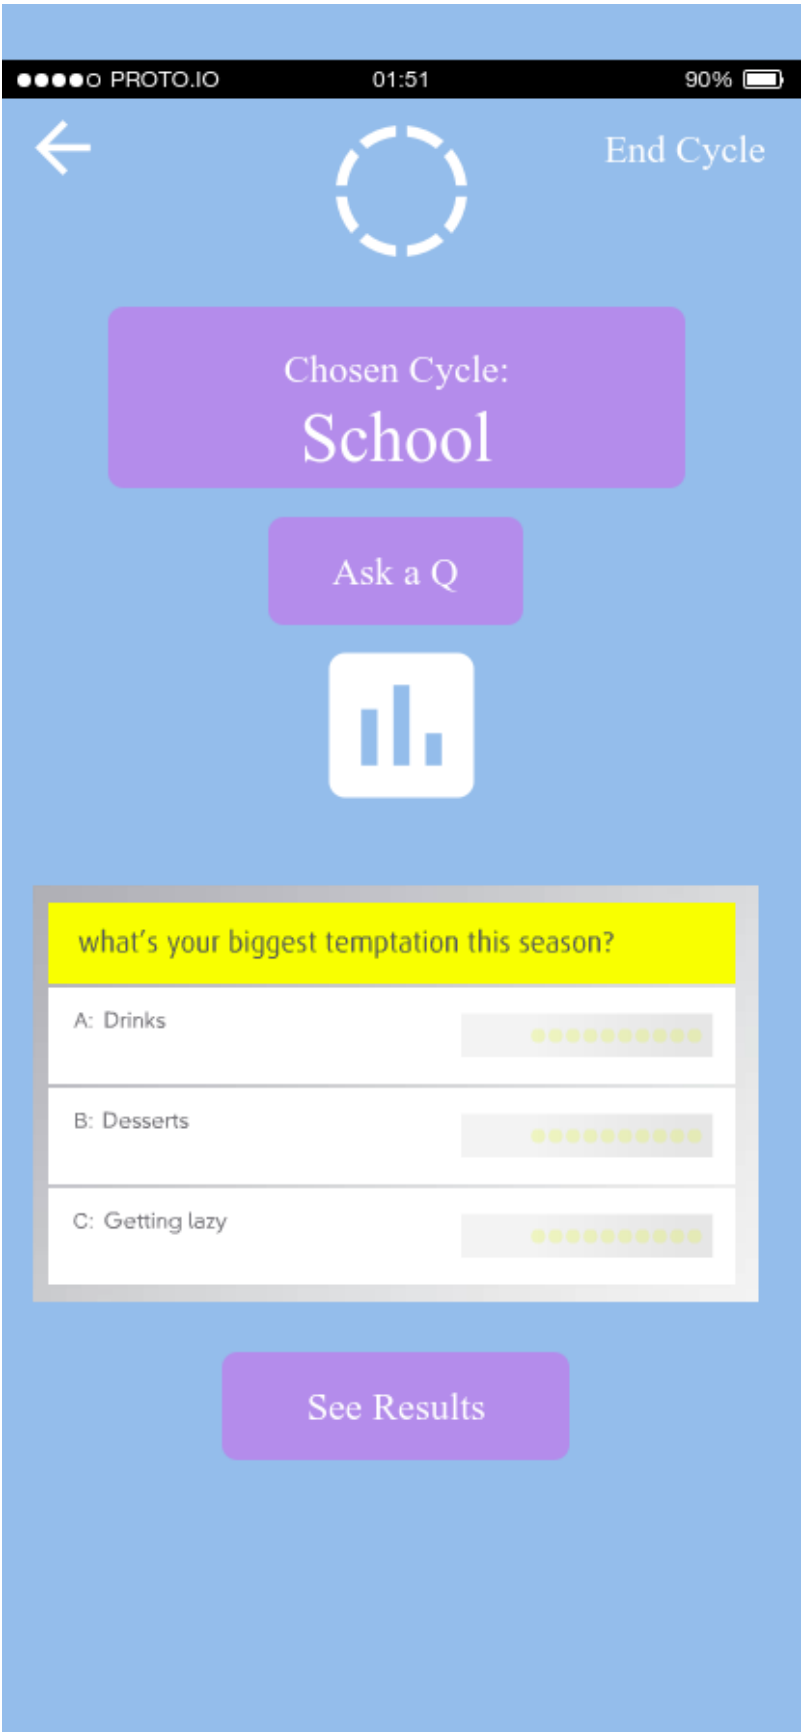 PROTO.IO 01:51 90%
End Cycle
Chosen Cycle:
School
Ask a Q
what's your biggest temptation this season?
A: Drinks
B: Desserts
C: Getting lazy
See Results